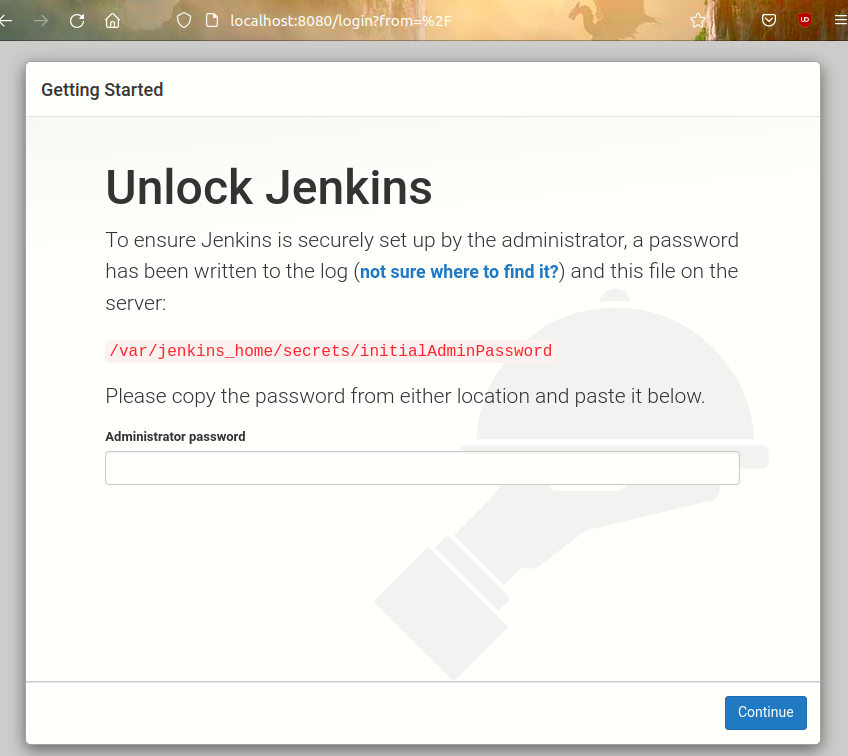 localhost:8080/login?from=%2F
Getting Started
Unlock Jenkins
To ensure Jenkins is securely set up by the administrator, a password
has been written to the log (not sure where to find it?) and this file on the
server:
/var/jenkins_home/secrets/initialAdminPassword
Please copy the password from either location and paste it below.
Administrator password
Continue